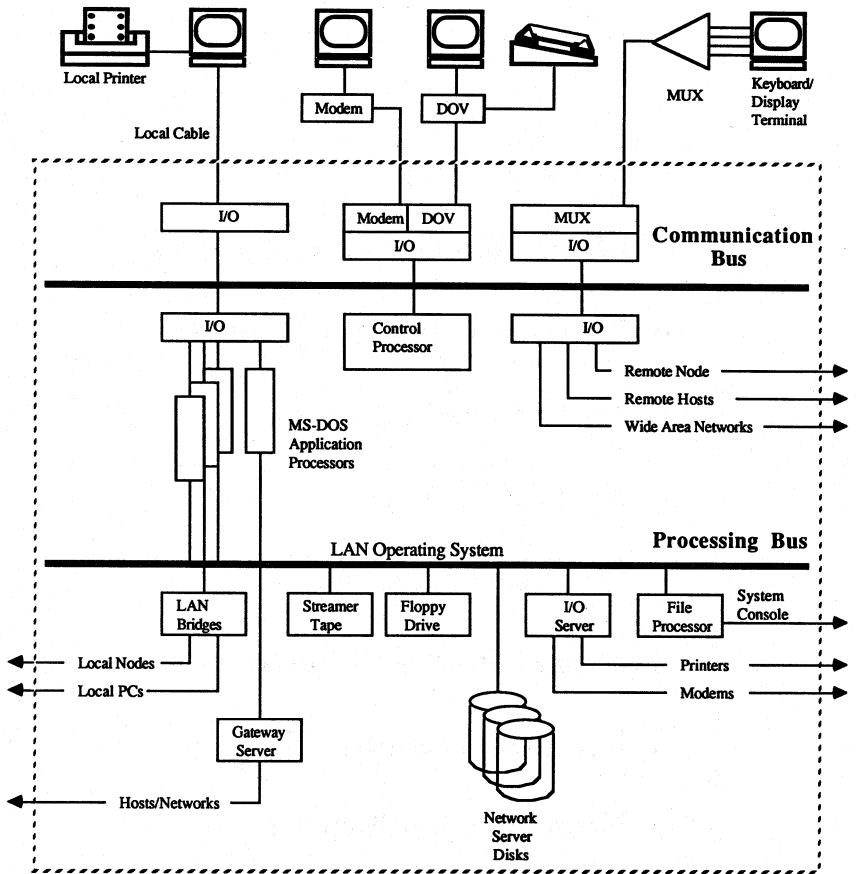 Local Printer
Modem
DOV
MUX
Keyboard/
Display
Terminal
Local Cable
I/O
Modem
DOV
I/O
MUX
I/O
Communication
Bus
I/O
Control
Processor
I/O
Remote Node
Remote Hosts
Wide Area Networks
MS-DOS
Application
Processors
LAN Operating System
Processing Bus
LAN
Bridges
Streamer
Tape
Floppy
Drive
I/O
Server
File
Processor
System
Console
Local Nodes
Local PCs
Printers
Modems
Gateway
Server
Hosts/Networks
Network
Server
Disks